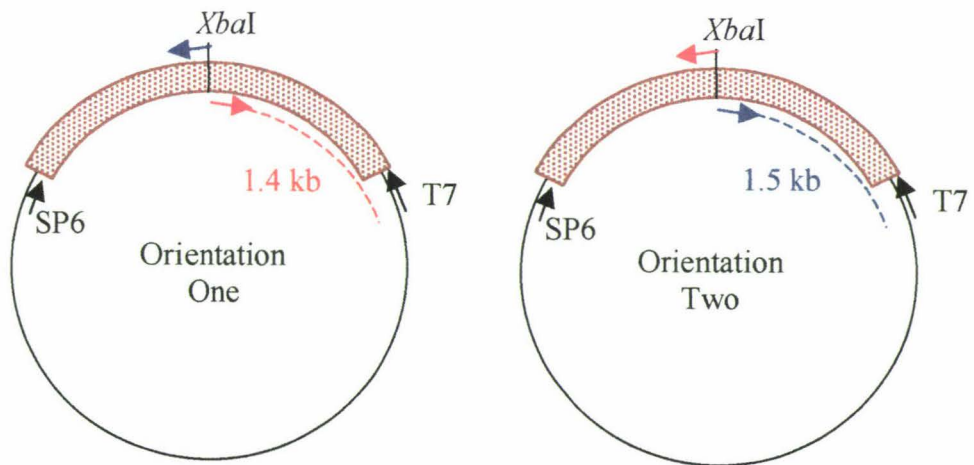 XbaI
1.4 kb
SP6
T7
Orientation
One
XbaI
1.5 kb
SP6
T7
Orientation
Two